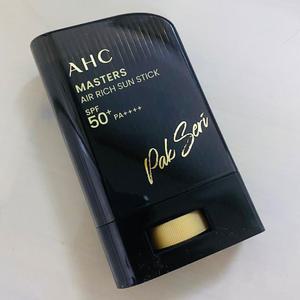 AHC
MASTERS
AIR RICH SUN STICK
SPF
50+ PA++++
Pak Seri